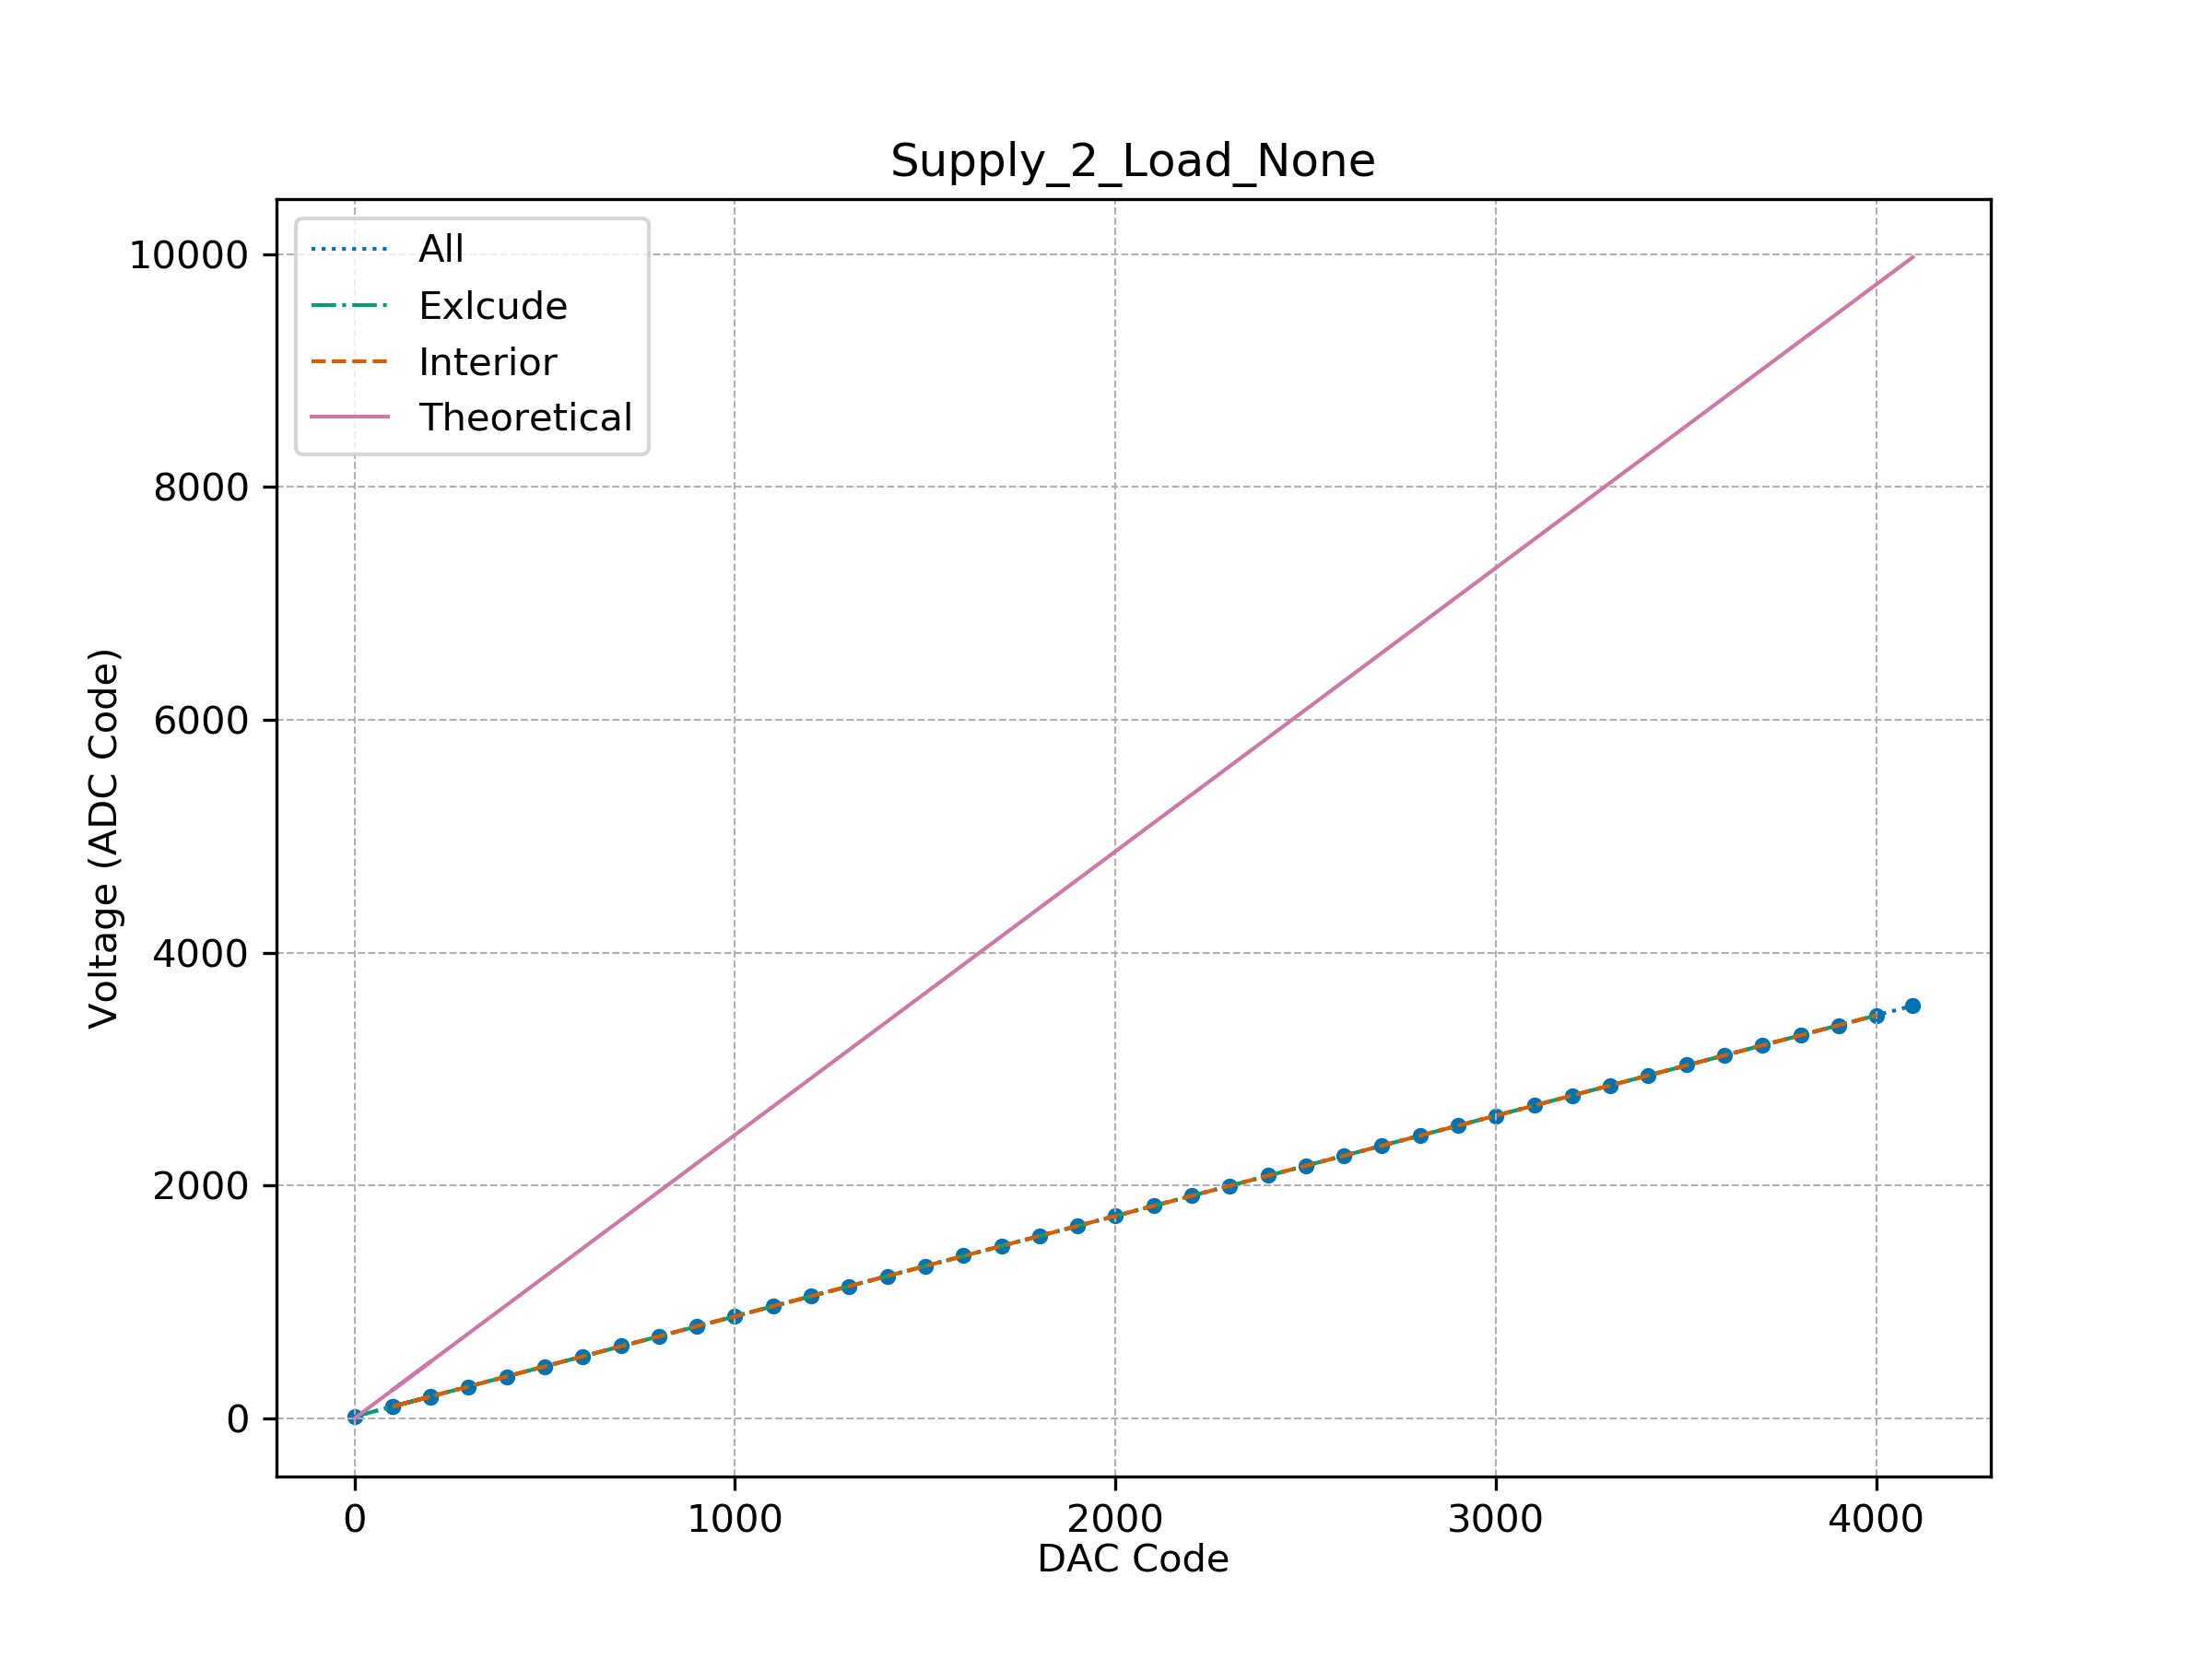 Supply_2_Load_None
All
Exlcude
Interior
Theoretical
10000
8000
6000
4000
2000
0
Voltage (ADC Code)
0 1000 2000 3000 4000
DAC Code